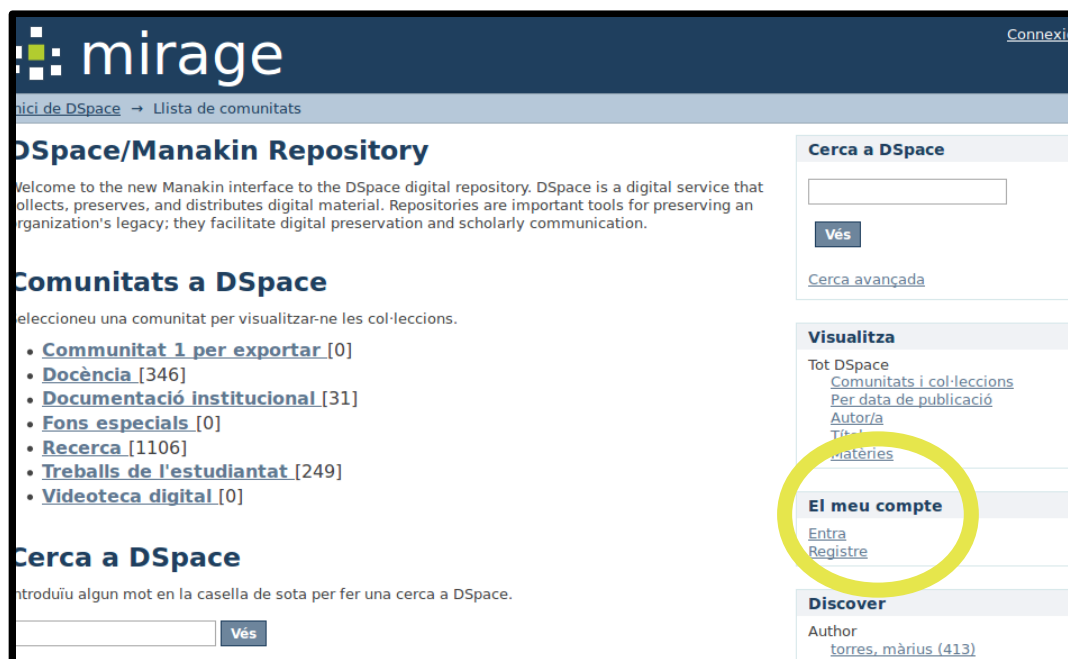 mirage
Connexi
nici de DSpace → Llista de comunitats
DSpace/Manakin Repository
Welcome to the new Manakin interface to the DSpace digital repository. DSpace is a digital service that
collects, preserves, and distributes digital material. Repositories are important tools for preserving an
organization's legacy; they facilitate digital preservation and scholarly communication.
Comunitats a DSpace
Seleccioneu una comunitat per visualitzar-ne les col·leccions.
• Communitat 1 per exportar [0]
• Docència [346]
• Documentació institucional [31]
• Fons especials [0]
• Recerca [1106]
• Treballs de l'estudiantat [249]
• Videoteca digital [0]
Cerca a DSpace
Introduïu algun mot en la casella de sota per fer una cerca a DSpace.
Vés
Cerca a DSpace
Vés
Cerca avançada
Visualitza
Tot DSpace
Comunitats i col·leccions
Per data de publicació
Autor/a
Matèries
El meu compte
Entra
Registre
Discover
Author
torres, màrius (413)